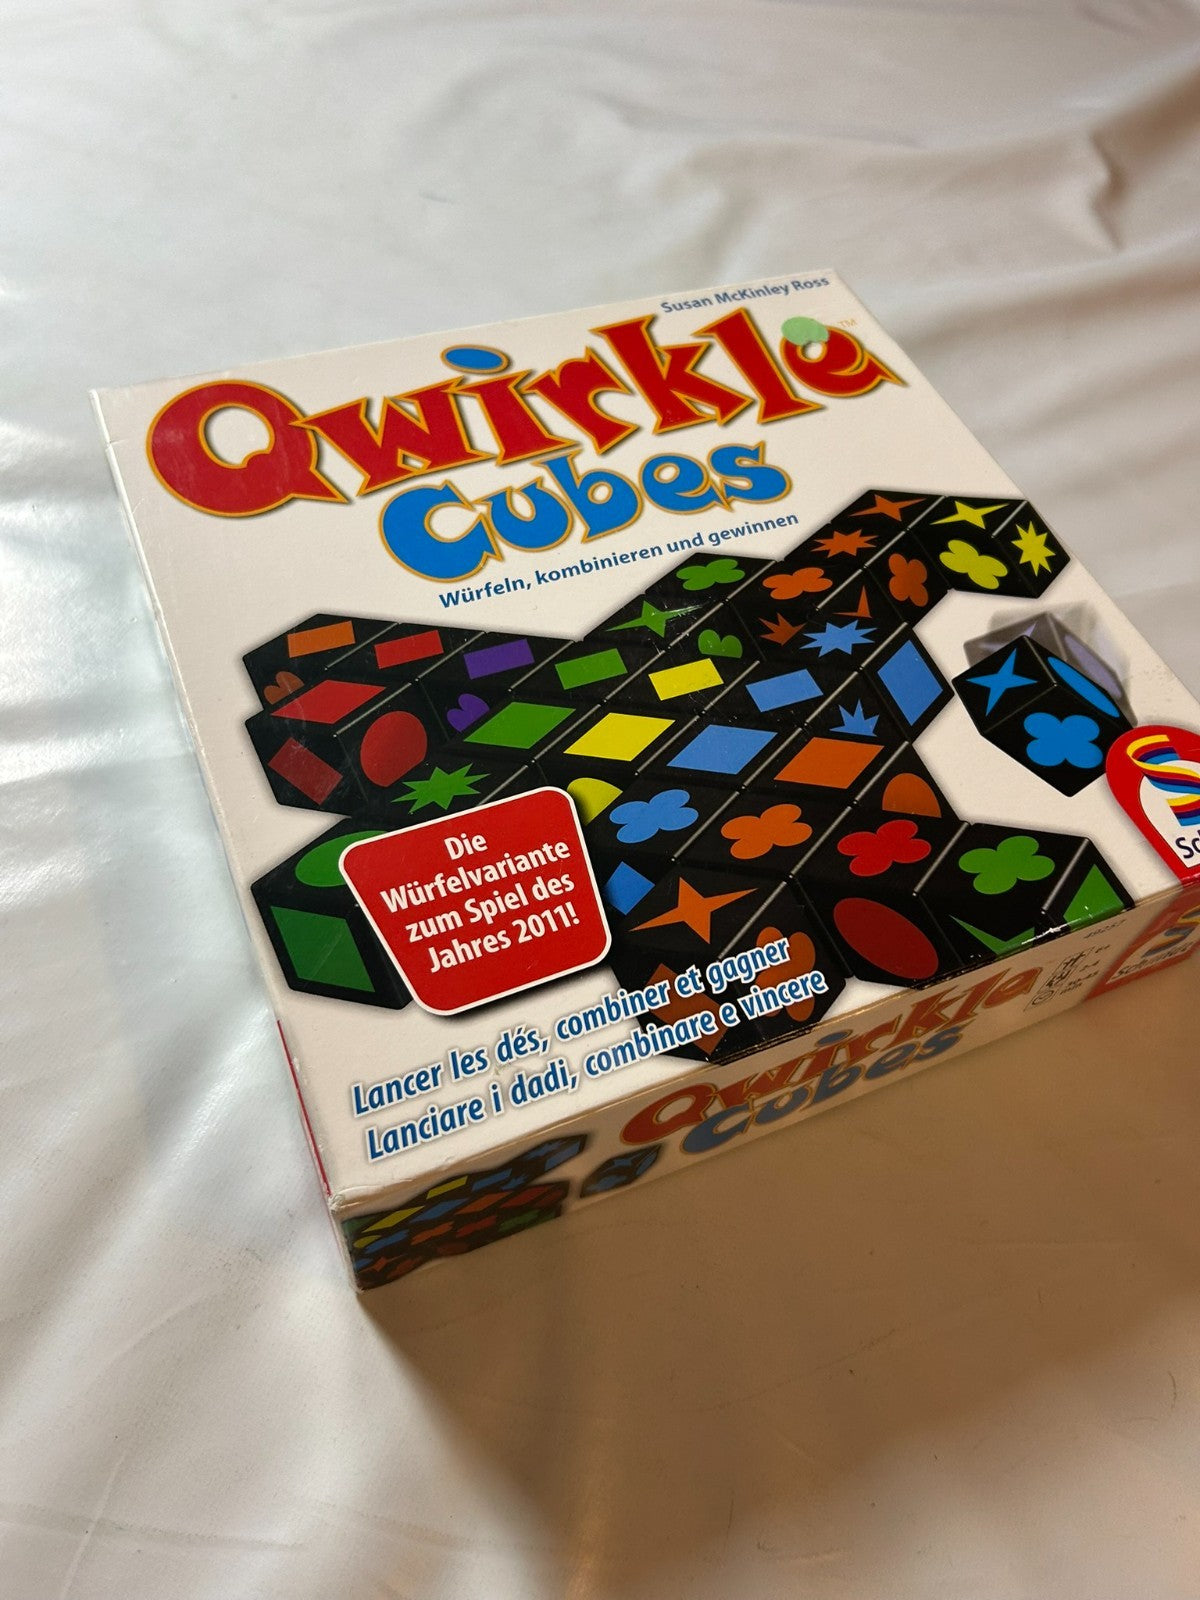 Susan McKinley Ross
Qwirkle™
Cubes
Würfeln, kombinieren und gewinnen
Die
Würfelvariante
zum Spiel des
Jahres 2011!
Lancer les dés, combiner et gagner
Lanciare i dadi, combinare e vincere
Qwirkle
Cubes